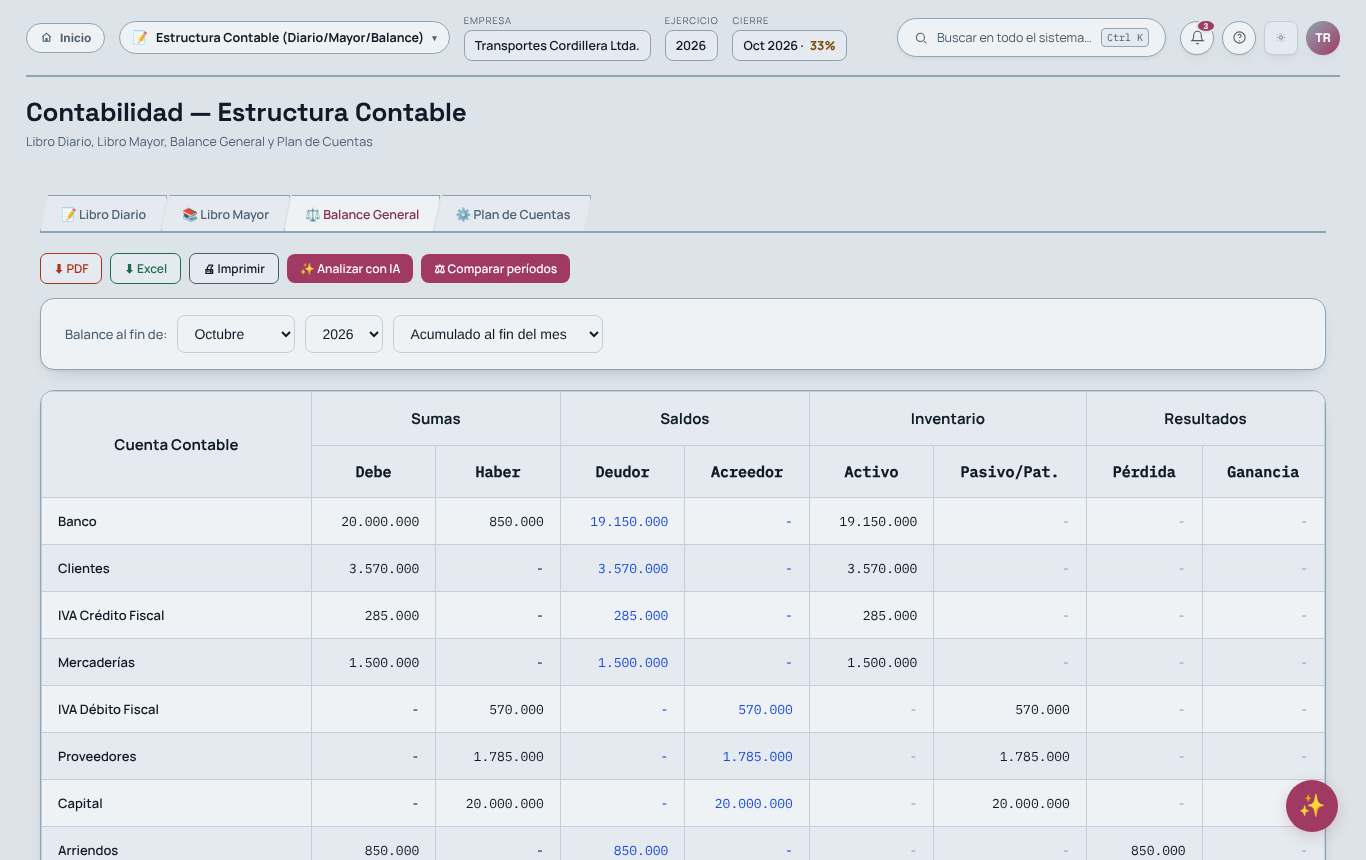 Inicio
📝 Estructura Contable (Diario/Mayor/Balance) ▾
EMPRESA
Transportes Cordillera Ltda.
EJERCICIO
2026
CIERRE
Oct 2026 · 33%
Buscar en todo el sistema... Ctrl K
3
TR
Contabilidad — Estructura Contable
Libro Diario, Libro Mayor, Balance General y Plan de Cuentas
📝 Libro Diario
📚 Libro Mayor
⚖️ Balance General
⚙️ Plan de Cuentas
⬇ PDF
⬇ Excel
🖨 Imprimir
✨ Analizar con IA
⚖ Comparar períodos
Balance al fin de: Octubre 2026 Acumulado al fin del mes
Cuenta Contable Sumas Saldos Inventario Resultados
Debe Haber Deudor Acreedor Activo Pasivo/Pat. Pérdida Ganancia
Banco 20.000.000 850.000 19.150.000 - 19.150.000 - - -
Clientes 3.570.000 - 3.570.000 - 3.570.000 - - -
IVA Crédito Fiscal 285.000 - 285.000 - 285.000 - - -
Mercaderías 1.500.000 - 1.500.000 - 1.500.000 - - -
IVA Débito Fiscal - 570.000 - 570.000 - 570.000 - -
Proveedores - 1.785.000 - 1.785.000 - 1.785.000 - -
Capital - 20.000.000 - 20.000.000 - 20.000.000 -
Arriendos 850.000 - 850.000 - - - 850.000 -